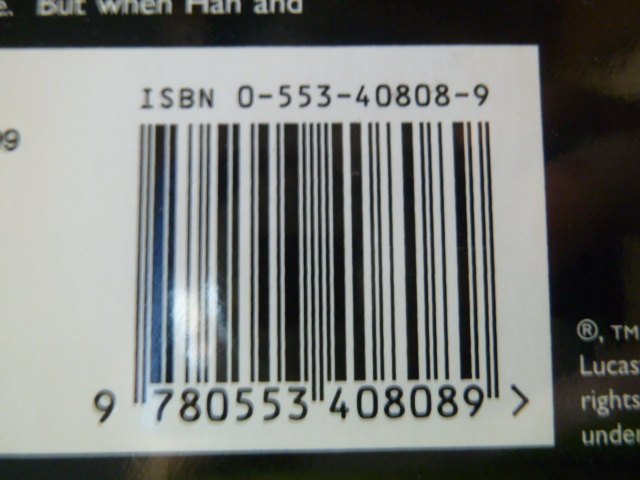 But when Han and
ISBN 0-553-40808-9
9 780553 408089 >
®, TM
Lucas
rights
under